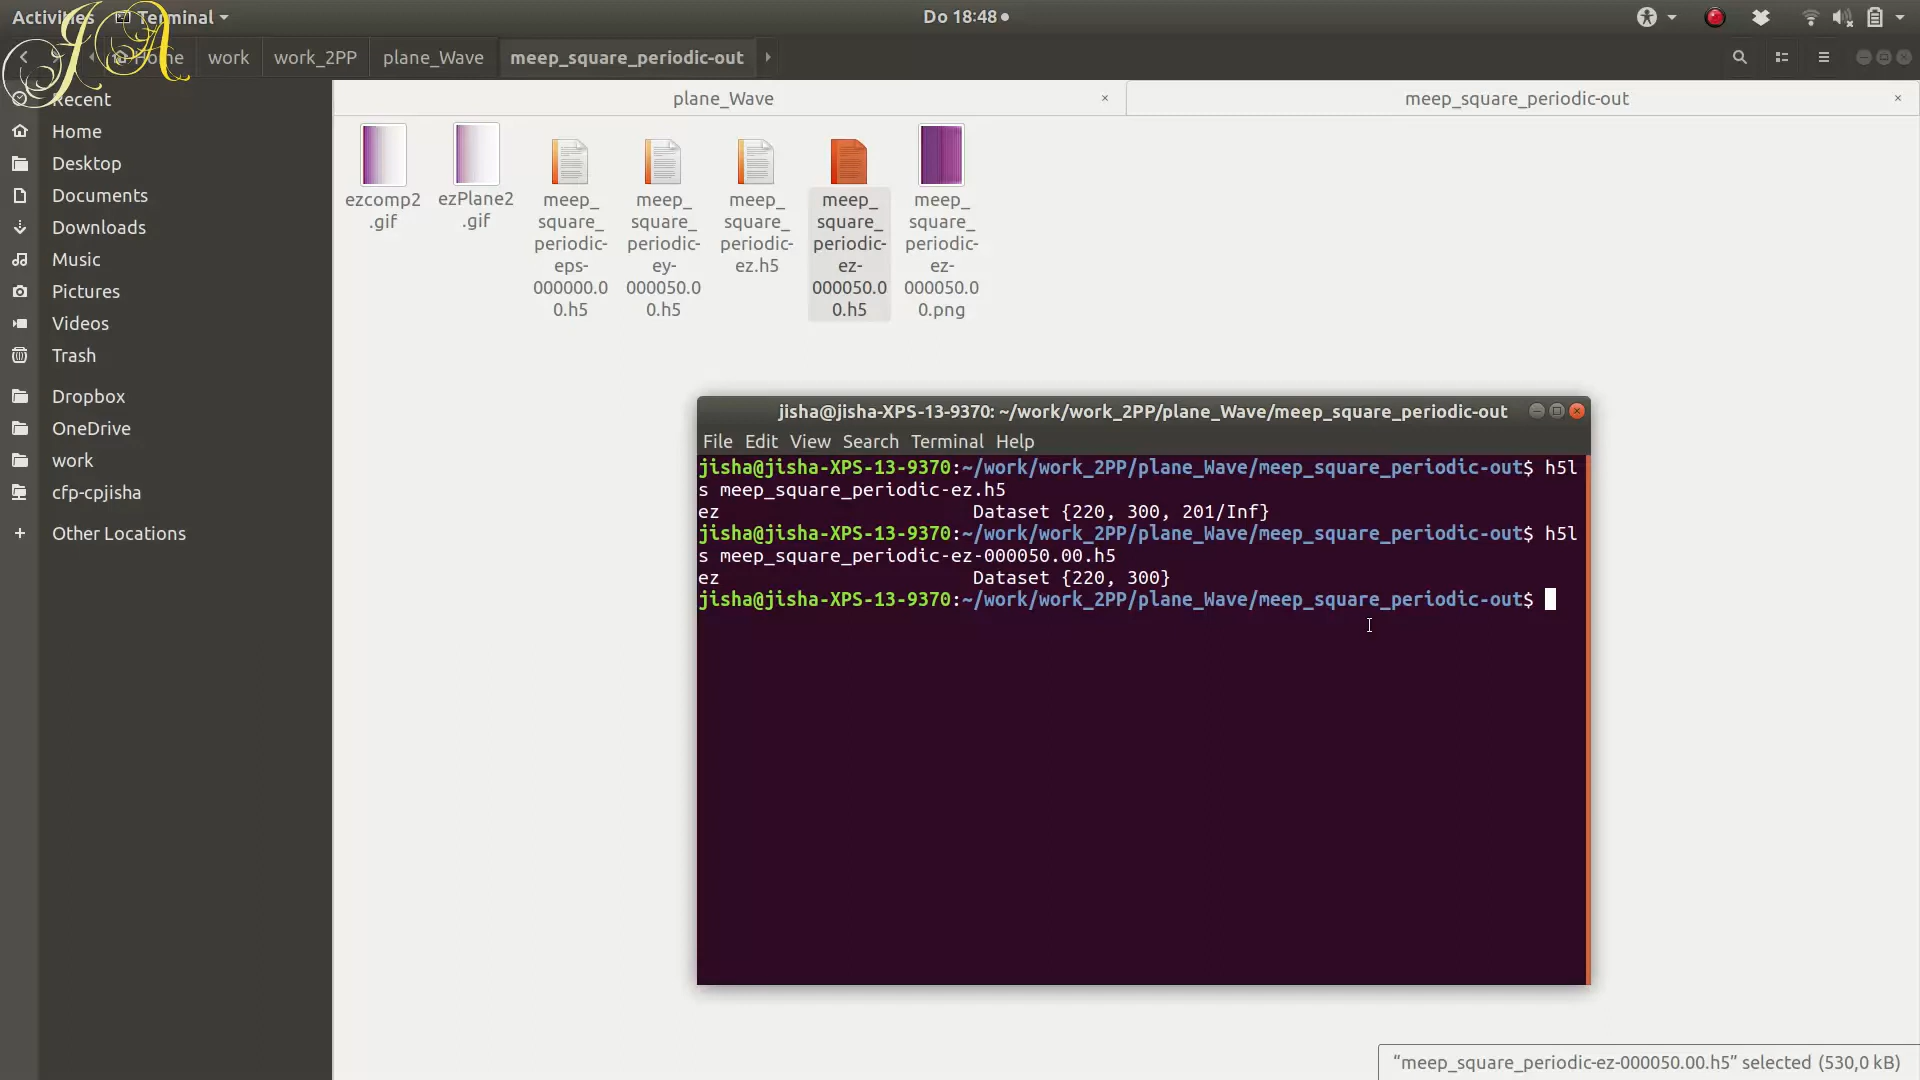 Activities Terminal
Do 18:48
JA
Home work work_2PP plane_Wave meep_square_periodic-out
Recent
Home
Desktop
Documents
Downloads
Music
Pictures
Videos
Trash
Dropbox
OneDrive
work
cfp-cpjisha
Other Locations
plane_Wave
meep_square_periodic-out
ezcomp2
.gif
ezPlane2
.gif
meep_
square_
periodic-
eps-
000000.0
0.h5
meep_
square_
periodic-
ey-
000050.0
0.h5
meep_
square_
periodic-
ez.h5
meep_
square_
periodic-
ez-
000050.0
0.h5
meep_
square_
periodic-
ez-
000050.0
0.png
jisha@jisha-XPS-13-9370: ~/work/work_2PP/plane_Wave/meep_square_periodic-out
File Edit View Search Terminal Help
jisha@jisha-XPS-13-9370:~/work/work_2PP/plane_Wave/meep_square_periodic-out$ h5l
s meep_square_periodic-ez.h5
ez Dataset {220, 300, 201/Inf}
jisha@jisha-XPS-13-9370:~/work/work_2PP/plane_Wave/meep_square_periodic-out$ h5l
s meep_square_periodic-ez-000050.00.h5
ez Dataset {220, 300}
jisha@jisha-XPS-13-9370:~/work/work_2PP/plane_Wave/meep_square_periodic-out$
“meep_square_periodic-ez-000050.00.h5” selected (530,0 kB)